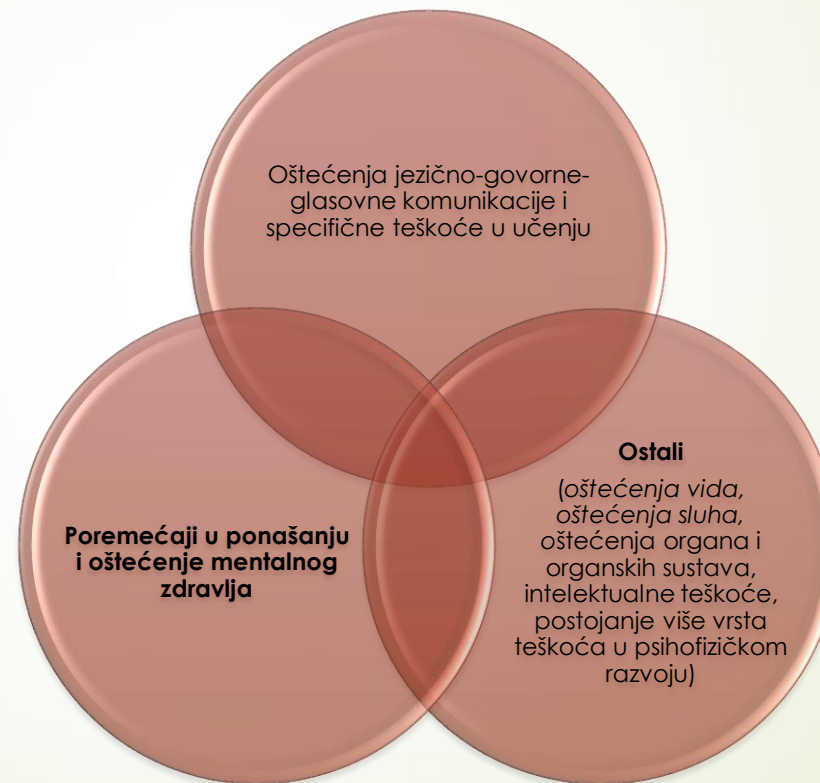 Oštećenja jezično-govorne-
glasovne komunikacije i
specifične teškoće u učenju
Poremećaji u ponašanju
i oštećenje mentalnog
zdravlja
Ostali
(oštećenja vida,
oštećenja sluha,
oštećenja organa i
organskih sustava,
intelektualne teškoće,
postojanje više vrsta
teškoća u psihofizičkom
razvoju)